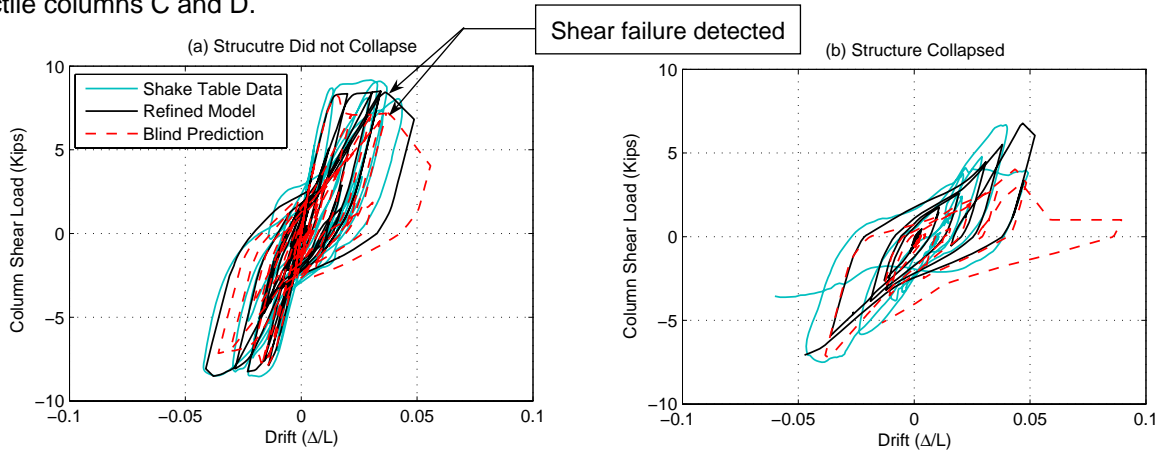 ctile columns C and D.
Shear failure detected
(a) Strucutre Did not Collapse
10
5
0
−5
−10
−0.1
−0.05
0
0.05
0.1
Column Shear Load (Kips)
Drift (Δ/L)
Shake Table Data
Refined Model
Blind Prediction
(b) Structure Collapsed
10
5
0
−5
−10
−0.1
−0.05
0
0.05
0.1
Column Shear Load (Kips)
Drift (Δ/L)